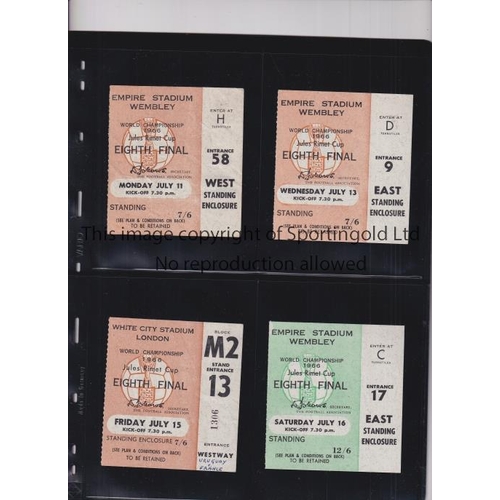 EMPIRE STADIUM
WEMBLEY
WORLD CHAMPIONSHIP
1966
Jules Rimet Cup
EIGHTH FINAL
MONDAY JULY 11
KICK-OFF 7.30 p.m.
STANDING 7/6
(SEE PLAN & CONDITIONS ON BACK)
TO BE RETAINED
ENTER AT
H
ENTRANCE
58
WEST
STANDING
ENCLOSURE
EMPIRE STADIUM
WEMBLEY
WORLD CHAMPIONSHIP
1966
Jules Rimet Cup
EIGHTH FINAL
WEDNESDAY JULY 13
KICK-OFF 7.30 p.m.
STANDING 7/6
(SEE PLAN & CONDITIONS ON BACK)
TO BE RETAINED
ENTER AT
D
ENTRANCE
9
EAST
STANDING
ENCLOSURE
This image copyright of Sportingold Ltd
No reproduction allowed
WHITE CITY STADIUM
LONDON
WORLD CHAMPIONSHIP
1966
Jules Rimet Cup
EIGHTH FINAL
FRIDAY JULY 15
KICK-OFF 7.30 p.m.
STANDING ENCLOSURE 7/6
(SEE PLAN & CONDITIONS ON BACK)
TO BE RETAINED
BLOCK
M2
STAND
ENTRANCE
13
1306
WESTWAY
URUGUAY
FRANCE
EMPIRE STADIUM
WEMBLEY
WORLD CHAMPIONSHIP
1966
Jules Rimet Cup
EIGHTH FINAL
SATURDAY JULY 16
KICK-OFF 7.30 p.m.
STANDING 12/6
(SEE PLAN & CONDITIONS ON BACK)
TO BE RETAINED
ENTER AT
C
ENTRANCE
17
EAST
STANDING
ENCLOSURE